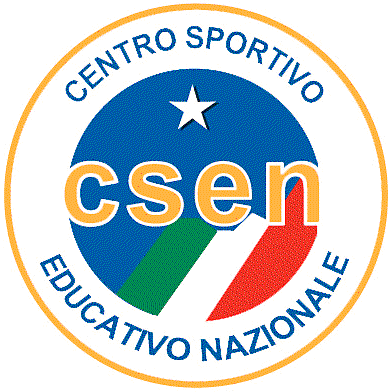 CENTRO SPORTIVO
csen
EDUCATIVO NAZIONALE